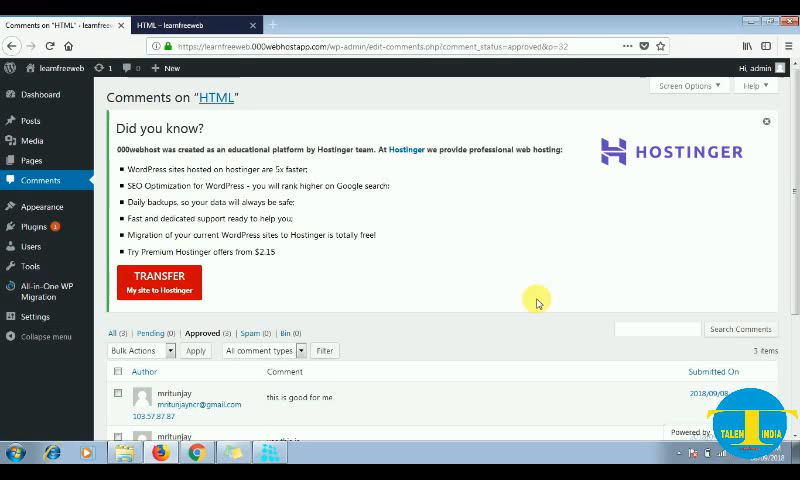 Comments on "HTML" ‹ learnfreew
HTML – learnfreeweb
https://learnfreeweb.000webhostapp.com/wp-admin/edit-comments.php?comment_status=approved&p=32
learnfreeweb
1
0
New
Hi, admin
Dashboard
Posts
Media
Pages
Comments
Appearance
Plugins 1
Users
Tools
All-in-One WP
Migration
Settings
Collapse menu
Screen Options
Help
Comments on “HTML”
Did you know?
000webhost was created as an educational platform by Hostinger team. At Hostinger we provide professional web hosting:
WordPress sites hosted on hostinger are 5x faster;
SEO Optimization for WordPress - you will rank higher on Google search;
Daily backups, so your data will always be safe;
Fast and dedicated support ready to help you;
Migration of your current WordPress sites to Hostinger is totally free!
Try Premium Hostinger offers from $2.15
TRANSFER
My site to Hostinger
HOSTINGER
All (3) | Pending (0) | Approved (3) | Spam (0) | Bin (0)
Search Comments
Bulk Actions
Apply
All comment types
Filter
3 items
Author
Comment
Submitted On
mritunjay
mritunjayncr@gmail.com
103.57.87.87
this is good for me
2018/09/08
mritunjay
Powered by
TALENT INDIA